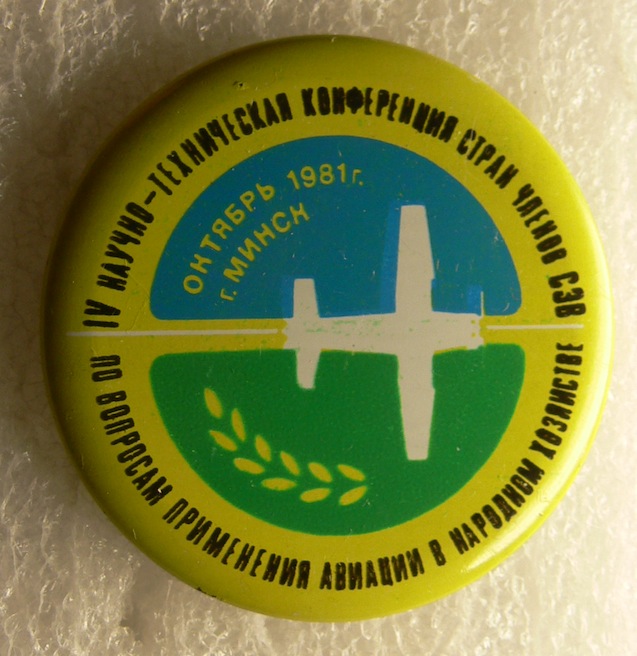 IV НАУЧНО-ТЕХНИЧЕСКАЯ КОНФЕРЕНЦИЯ СТРАН ЧЛЕНОВ СЭВ
ПО ВОПРОСАМ ПРИМЕНЕНИЯ АВИАЦИИ В НАРОДНОМ ХОЗЯЙСТВЕ
ОКТЯБРЬ 1981г.
г. МИНСК